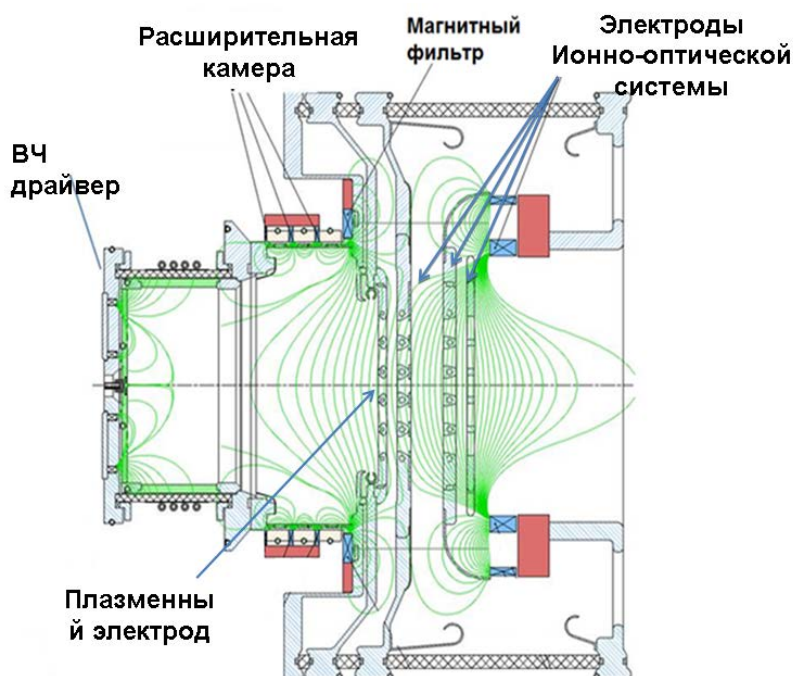 Расширительная
камера
Магнитный
фильтр
Электроды
Ионно-оптической
системы
ВЧ
драйвер
Плазменны
й электрод